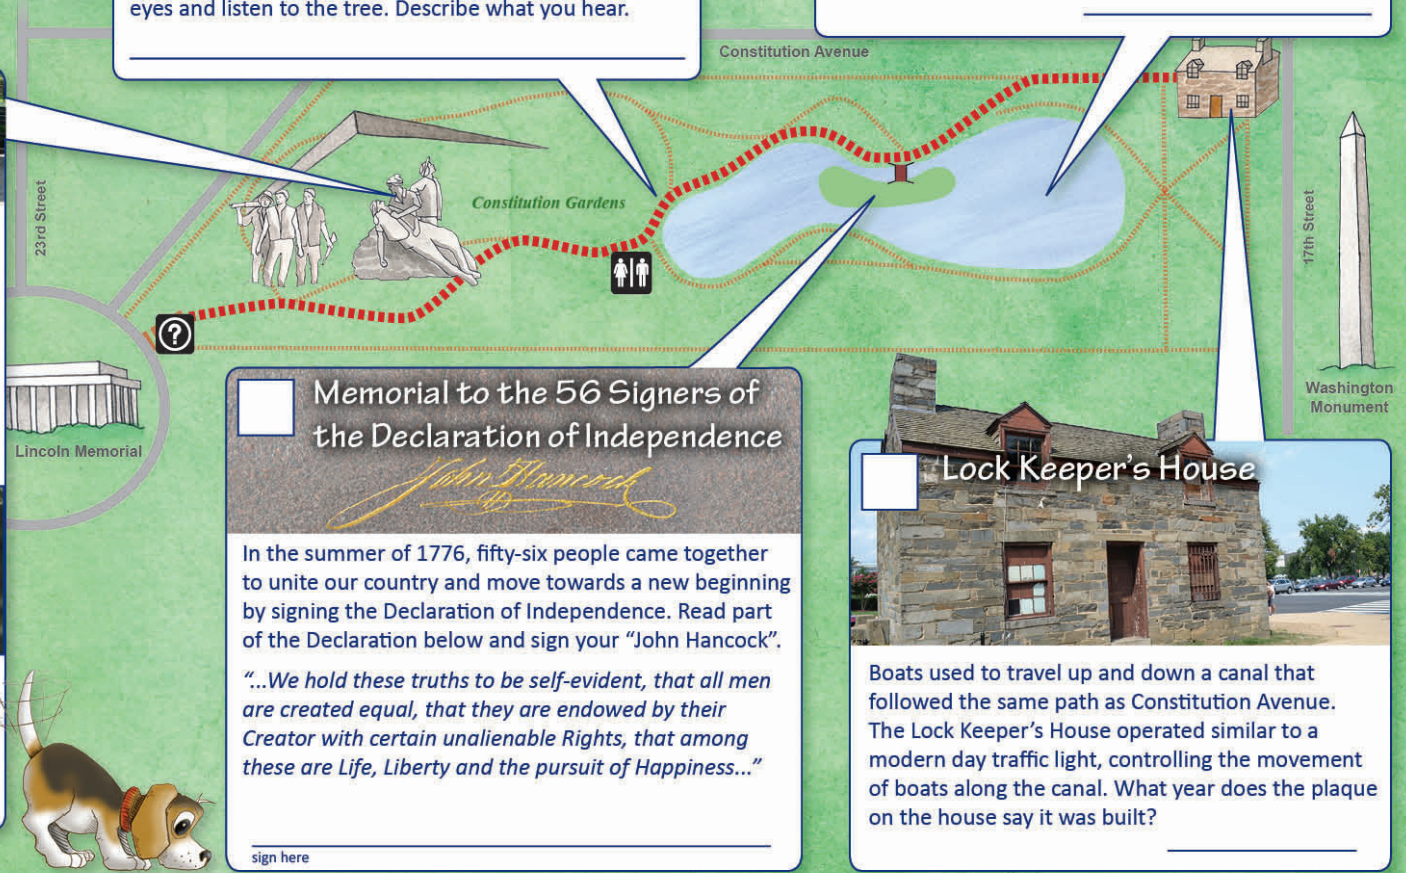 eyes and listen to the tree. Describe what you hear.
Constitution Avenue
23rd Street
Constitution Gardens
17th Street
?
Lincoln Memorial
Washington
Monument
Memorial to the 56 Signers of
the Declaration of Independence
John Hancock
In the summer of 1776, fifty-six people came together
to unite our country and move towards a new beginning
by signing the Declaration of Independence. Read part
of the Declaration below and sign your “John Hancock”.
“...We hold these truths to be self-evident, that all men
are created equal, that they are endowed by their
Creator with certain unalienable Rights, that among
these are Life, Liberty and the pursuit of Happiness...”
sign here
Lock Keeper’s House
Boats used to travel up and down a canal that
followed the same path as Constitution Avenue.
The Lock Keeper’s House operated similar to a
modern day traffic light, controlling the movement
of boats along the canal. What year does the plaque
on the house say it was built?